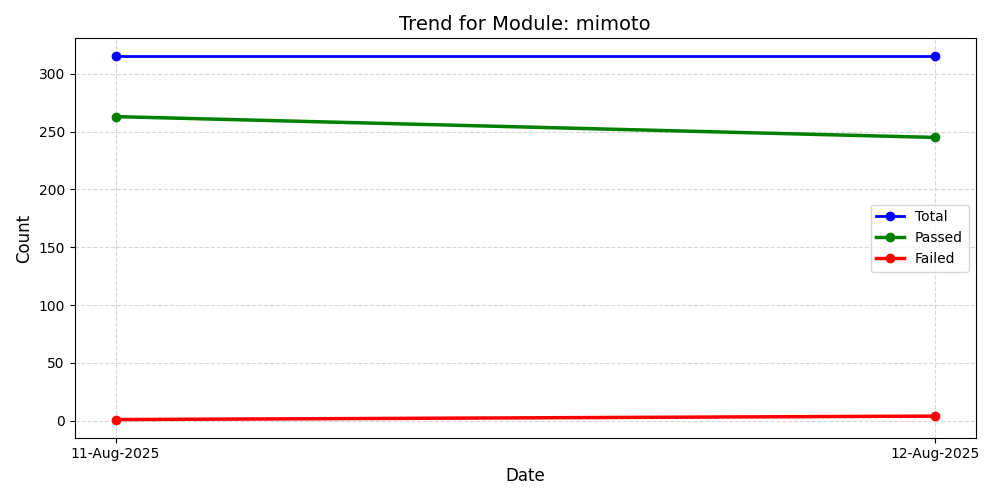 Trend for Module: mimoto
Count
300
250
200
150
100
50
0
Total
Passed
Failed
11-Aug-2025
12-Aug-2025
Date